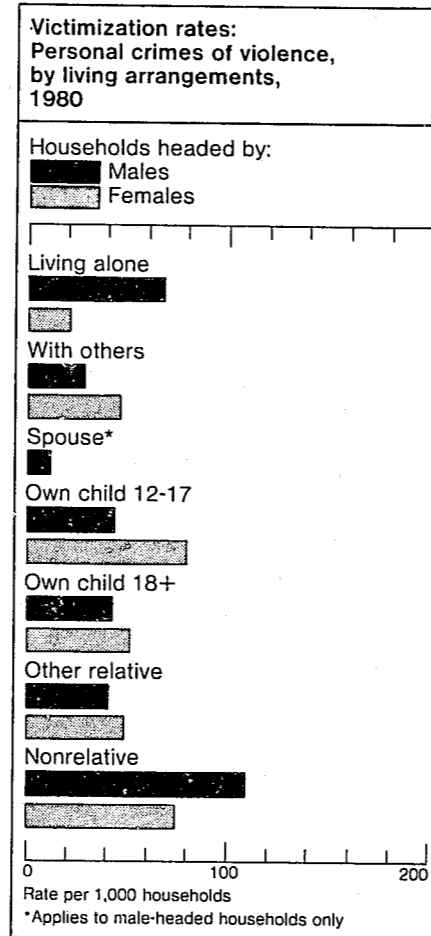 Victimization rates:
Personal crimes of violence,
by living arrangements,
1980
Households headed by:
Males
Females
Living alone
With others
Spouse*
Own child 12-17
Own child 18+
Other relative
Nonrelative
0 100 200
Rate per 1,000 households
*Applies to male-headed households only